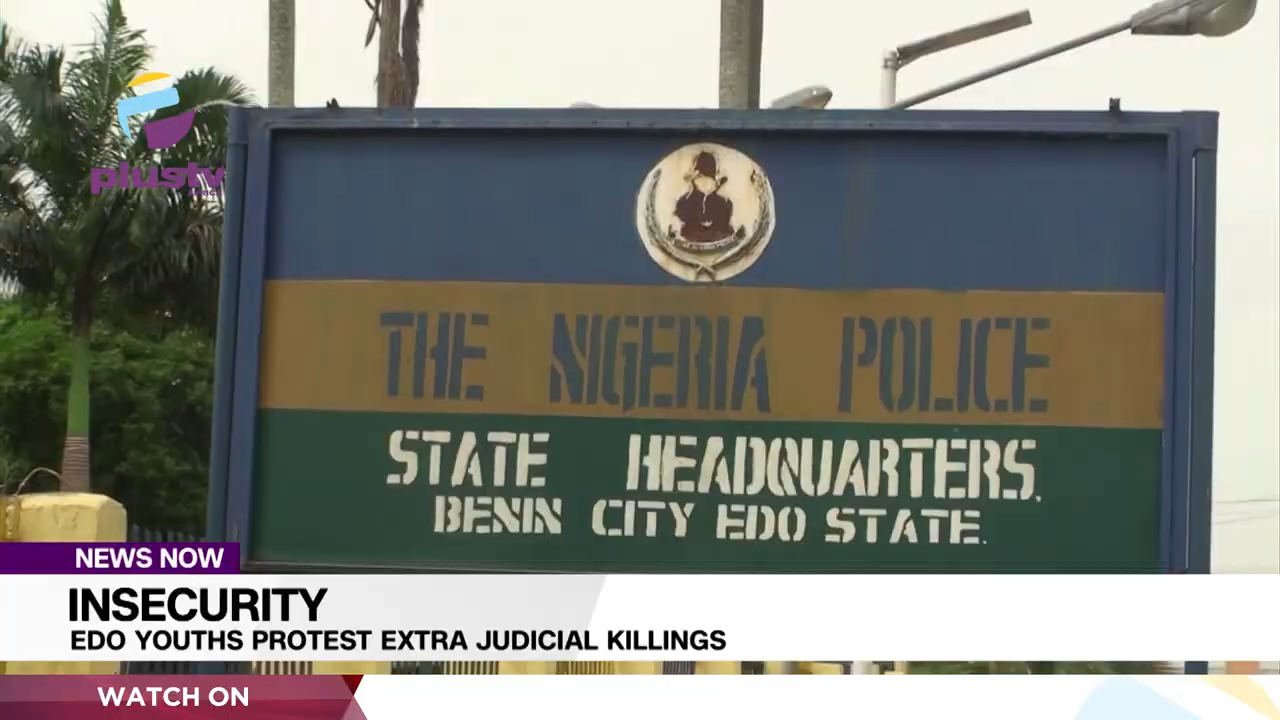 plustv
THE NIGERIA POLICE
STATE HEADQUARTERS.
BENIN CITY EDO STATE.
NEWS NOW
INSECURITY
EDO YOUTHS PROTEST EXTRA JUDICIAL KILLINGS
WATCH ON